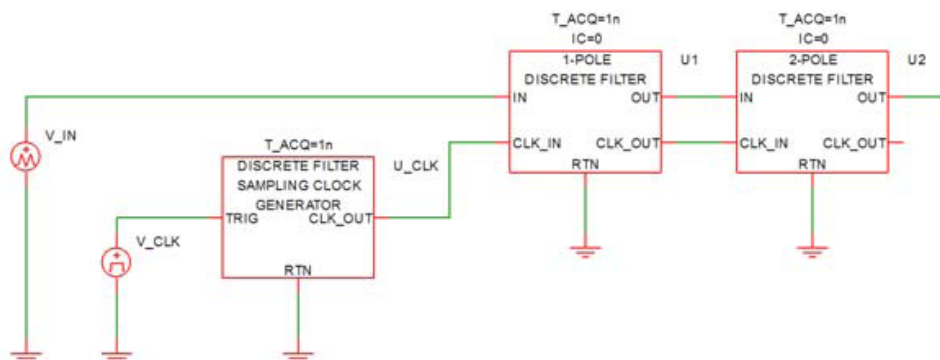 T_ACQ=1n
IC=0
1-POLE
DISCRETE FILTER
U1
IN
OUT
CLK_IN
CLK_OUT
RTN
T_ACQ=1n
IC=0
2-POLE
DISCRETE FILTER
U2
IN
OUT
CLK_IN
CLK_OUT
RTN
V_IN
T_ACQ=1n
DISCRETE FILTER
SAMPLING CLOCK
GENERATOR
U_CLK
TRIG
CLK_OUT
RTN
V_CLK